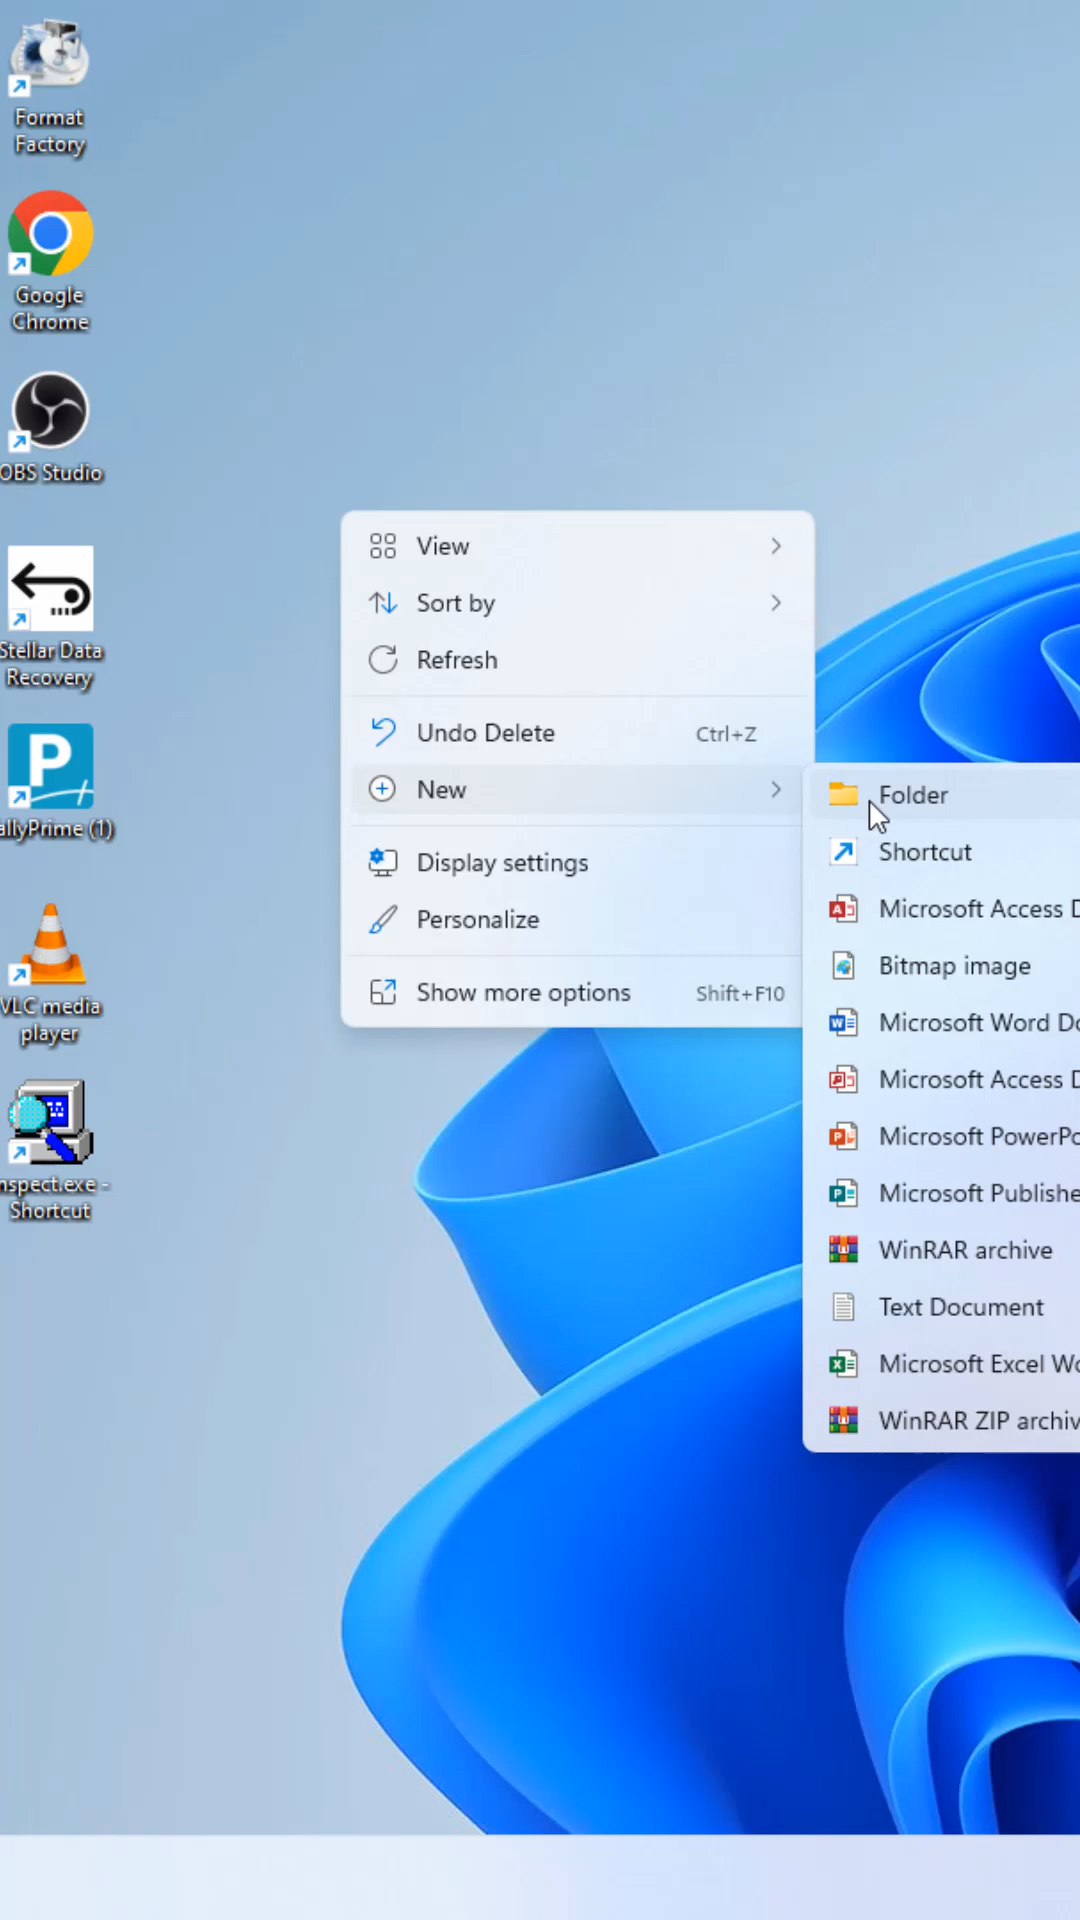 Format
Factory
Google
Chrome
OBS Studio
Stellar Data
Recovery
allyPrime (1)
VLC media
player
nspect.exe -
Shortcut
View
Sort by
Refresh
Undo Delete Ctrl+Z
New
Display settings
Personalize
Show more options Shift+F10
Folder
Shortcut
Microsoft Access D
Bitmap image
Microsoft Word Do
Microsoft Access D
Microsoft PowerPo
Microsoft Publishe
WinRAR archive
Text Document
Microsoft Excel Wo
WinRAR ZIP archiv